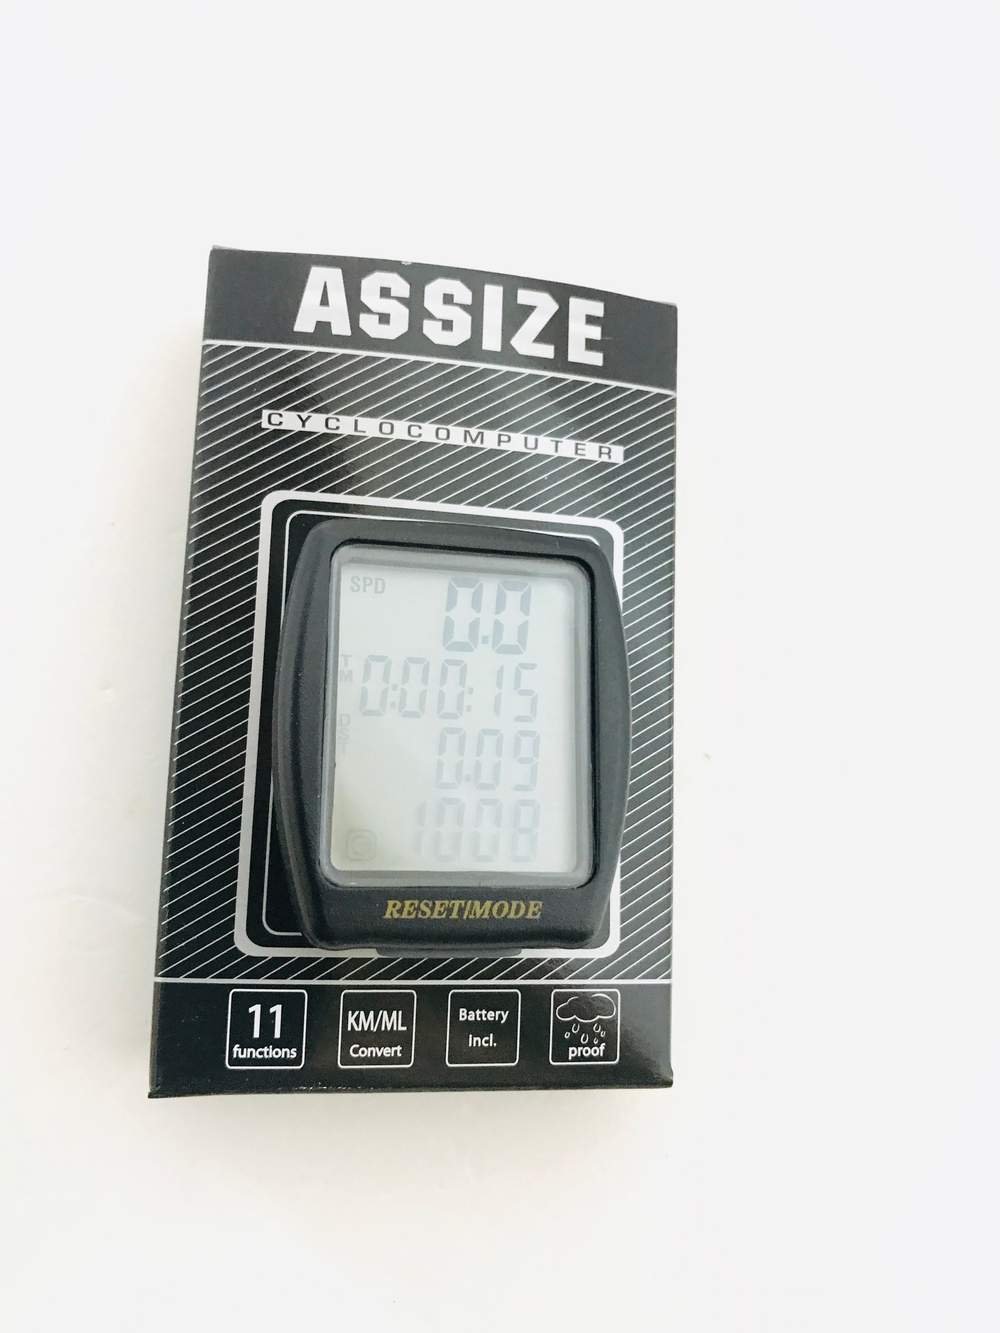 ASSIZE
CYCLOCOMPUTER
SPD 0.0
TM 0:00:15
DST 0.09
1008
RESET/MODE
11
functions
KM/ML
Convert
Battery
incl.
proof